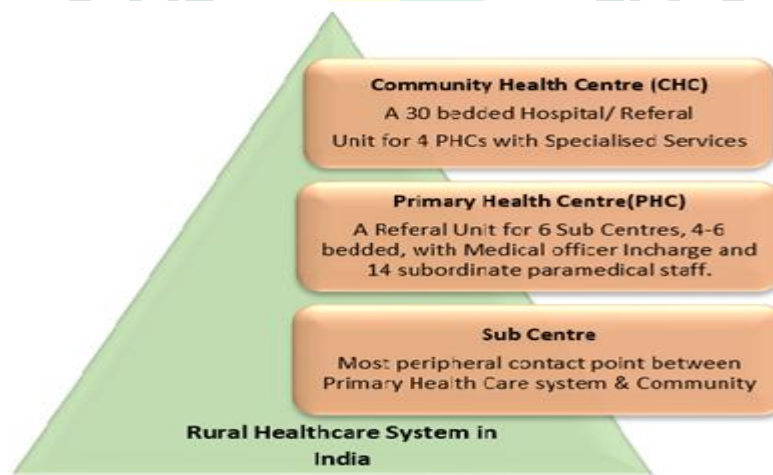 Community Health Centre (CHC)
A 30 bedded Hospital/ Referal
Unit for 4 PHCs with Specialised Services
Primary Health Centre(PHC)
A Referal Unit for 6 Sub Centres, 4-6
bedded, with Medical officer Incharge and
14 subordinate paramedical staff.
Sub Centre
Most peripheral contact point between
Primary Health Care system & Community
Rural Healthcare System in
India